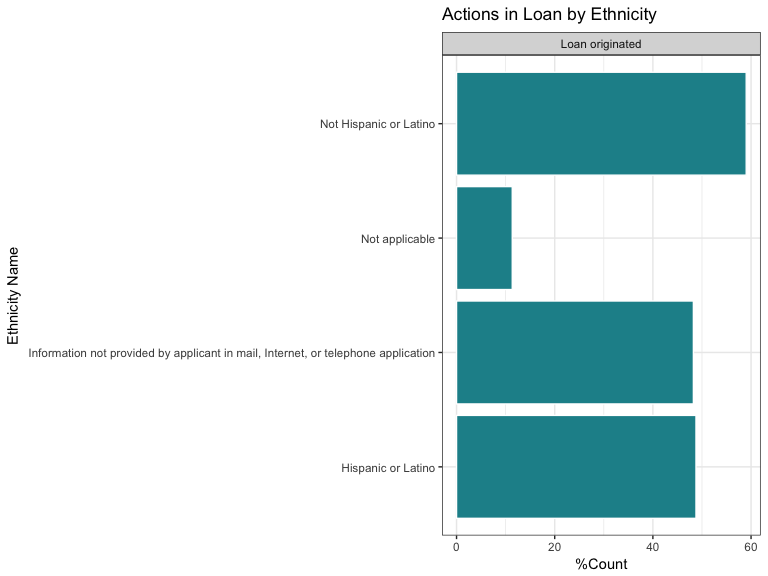 Actions in Loan by Ethnicity
Loan originated
Ethnicity Name
Not Hispanic or Latino
Not applicable
Information not provided by applicant in mail, Internet, or telephone application
Hispanic or Latino
0 20 40 60
%Count